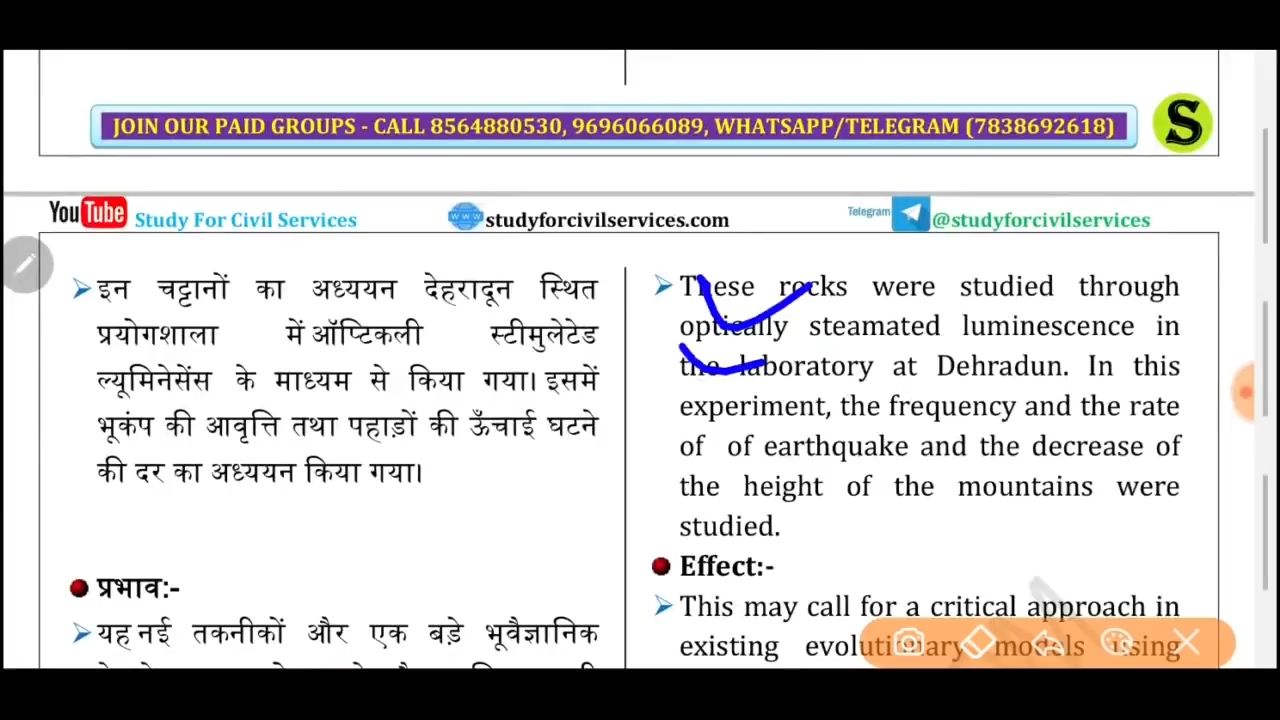 JOIN OUR PAID GROUPS - CALL 8564880530, 9696066089, WHATSAPP/TELEGRAM (7838692618)
S
YouTube Study For Civil Services
WWW studyforcivilservices.com
Telegram @studyforcivilservices
इन चट्टानों का अध्ययन देहरादून स्थित
प्रयोगशाला में ऑप्टिकली स्टीमुलेटेड
ल्यूमिनेसेंस के माध्यम से किया गया। इसमें
भूकंप की आवृत्ति तथा पहाड़ों की ऊँचाई घटने
की दर का अध्ययन किया गया।
प्रभाव:-
यह नई तकनीकों और एक बड़े भूवैज्ञानिक
These rocks were studied through
optically steamated luminescence in
the laboratory at Dehradun. In this
experiment, the frequency and the rate
of of earthquake and the decrease of
the height of the mountains were
studied.
Effect:-
This may call for a critical approach in
existing evolutionary models using